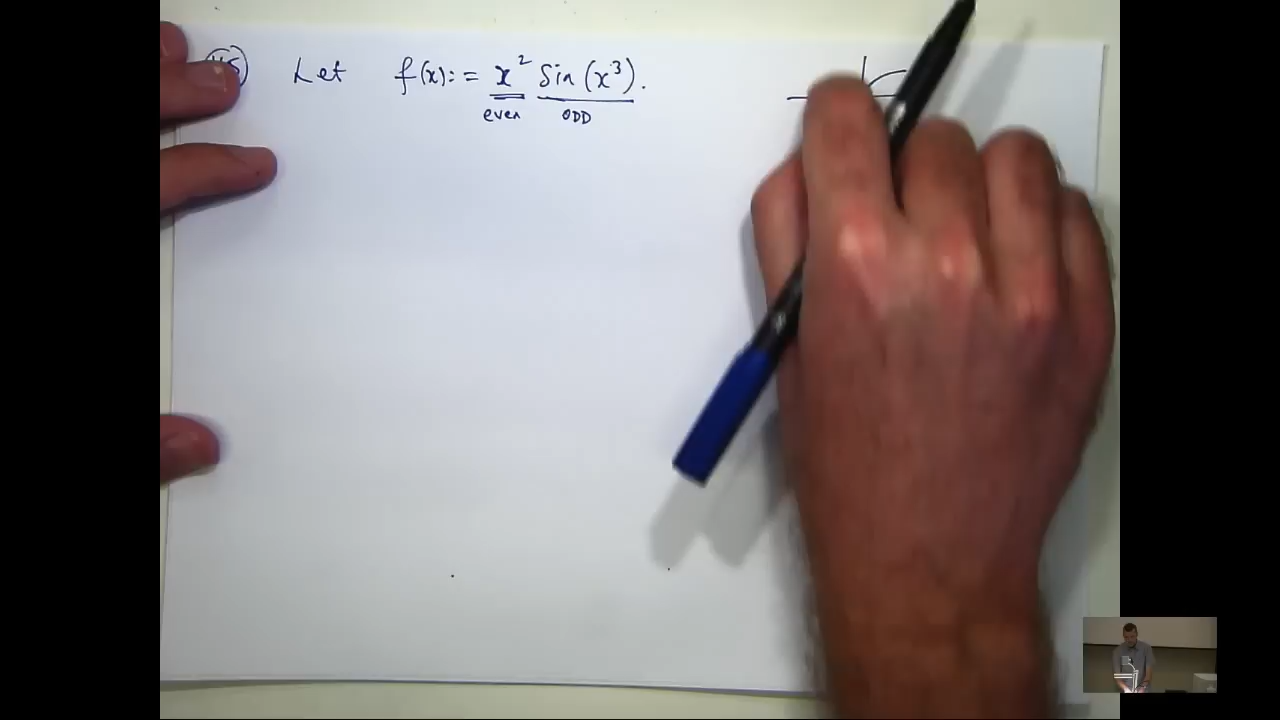 Let f(x) := x² Sin(x³).
even ODD